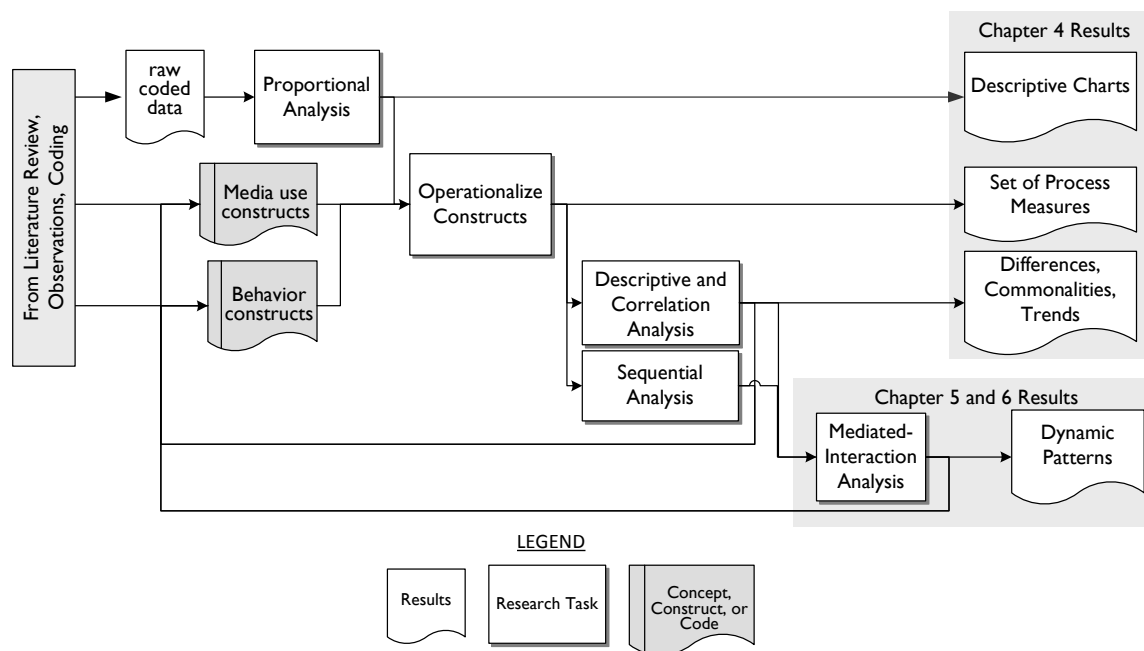 From Literature Review,
Observations, Coding
raw
coded
data
Proportional
Analysis
Media use
constructs
Behavior
constructs
Operationalize
Constructs
Descriptive and
Correlation
Analysis
Sequential
Analysis
Chapter 4 Results
Descriptive Charts
Set of Process
Measures
Differences,
Commonalities,
Trends
Chapter 5 and 6 Results
Mediated-
Interaction
Analysis
Dynamic
Patterns
LEGEND
Results
Research Task
Concept,
Construct, or
Code